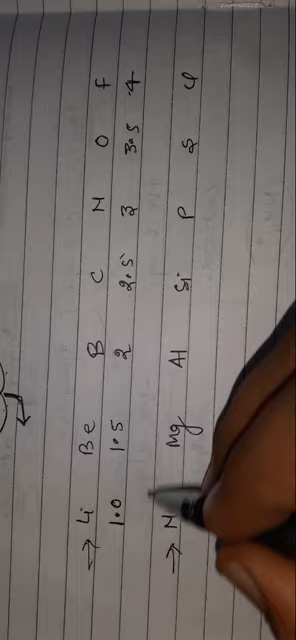 → Li Be B C N O F
1.0 1.5 2 2.5 3 3.5 4
→ N Mg Al Si P S Cl